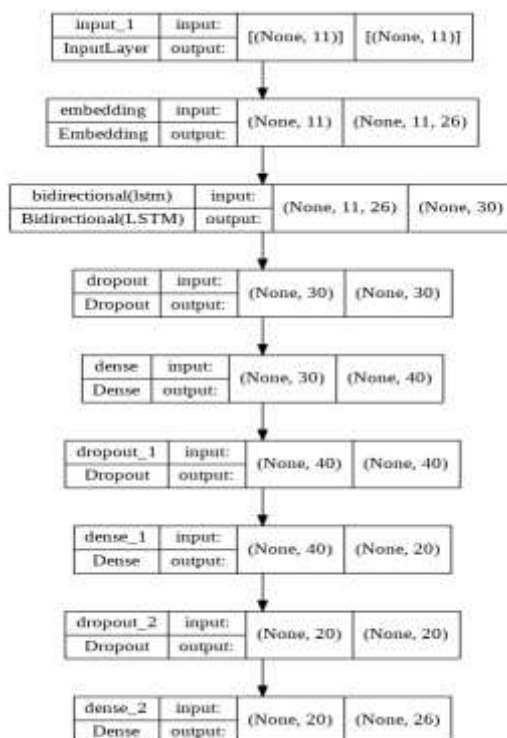 input_1 input: [(None, 11)] [(None, 11)]
InputLayer output:
embedding input: (None, 11) (None, 11, 26)
Embedding output:
bidirectional(lstm) input: (None, 11, 26) (None, 30)
Bidirectional(LSTM) output:
dropout input: (None, 30) (None, 30)
Dropout output:
dense input: (None, 30) (None, 40)
Dense output:
dropout_1 input: (None, 40) (None, 40)
Dropout output:
dense_1 input: (None, 40) (None, 20)
Dense output:
dropout_2 input: (None, 20) (None, 20)
Dropout output:
dense_2 input: (None, 20) (None, 26)
Dense output: